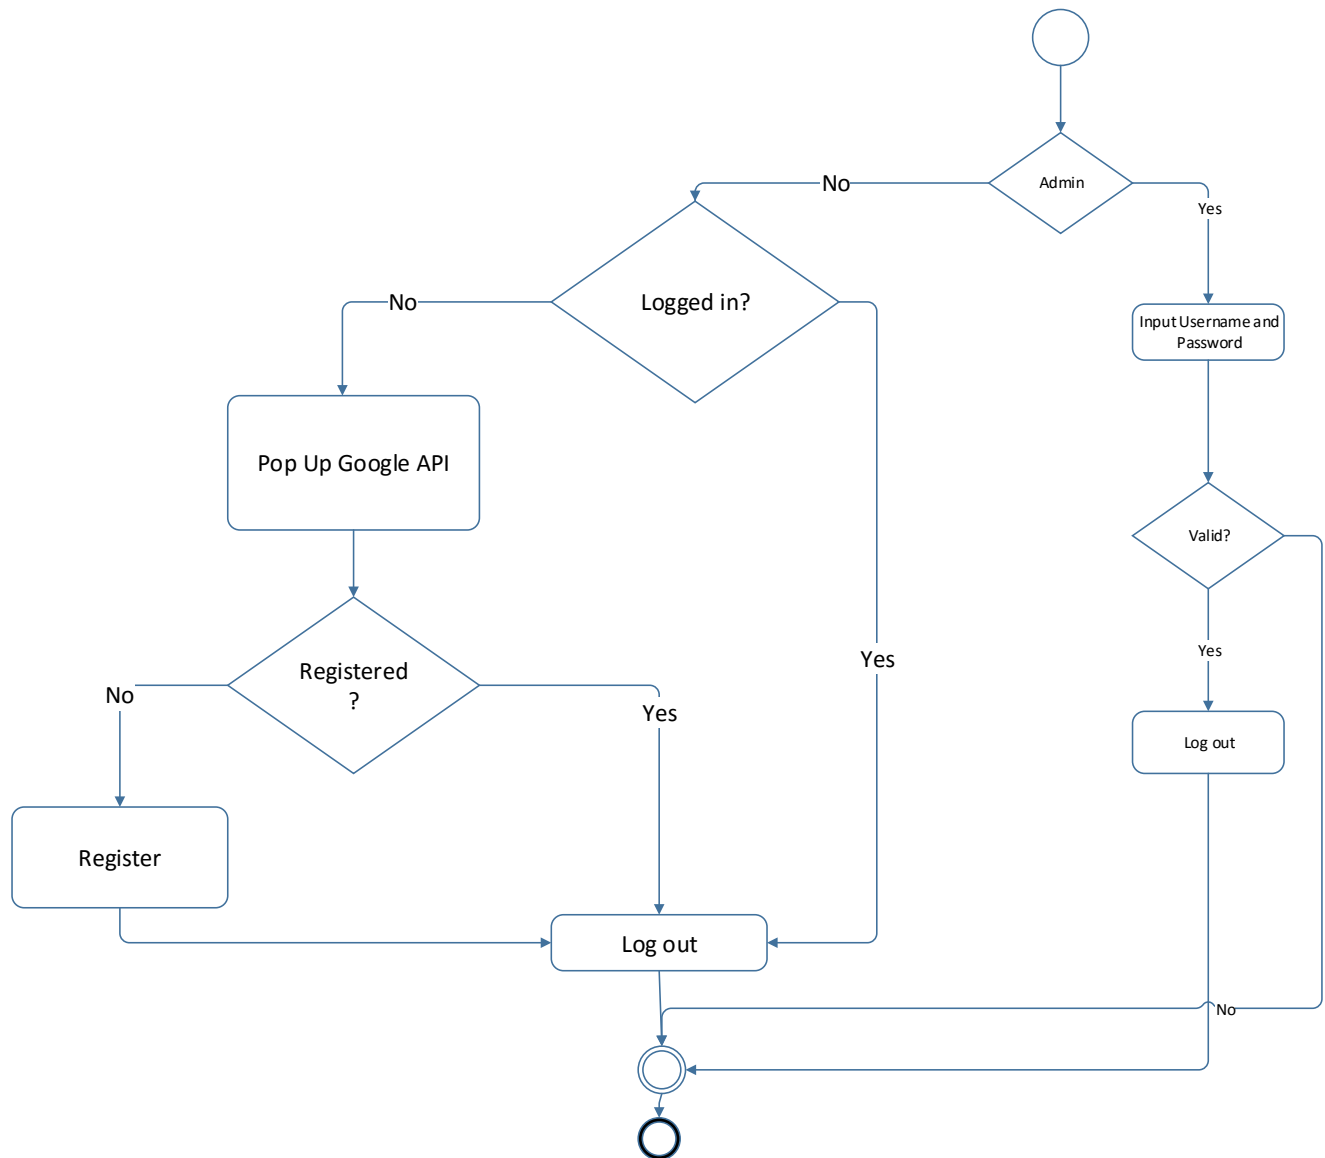 Admin
No
Yes
Logged in?
No
Input Username and
Password
Pop Up Google API
Valid?
Yes
Yes
Registered
?
No
Yes
Log out
Register
Log out
No